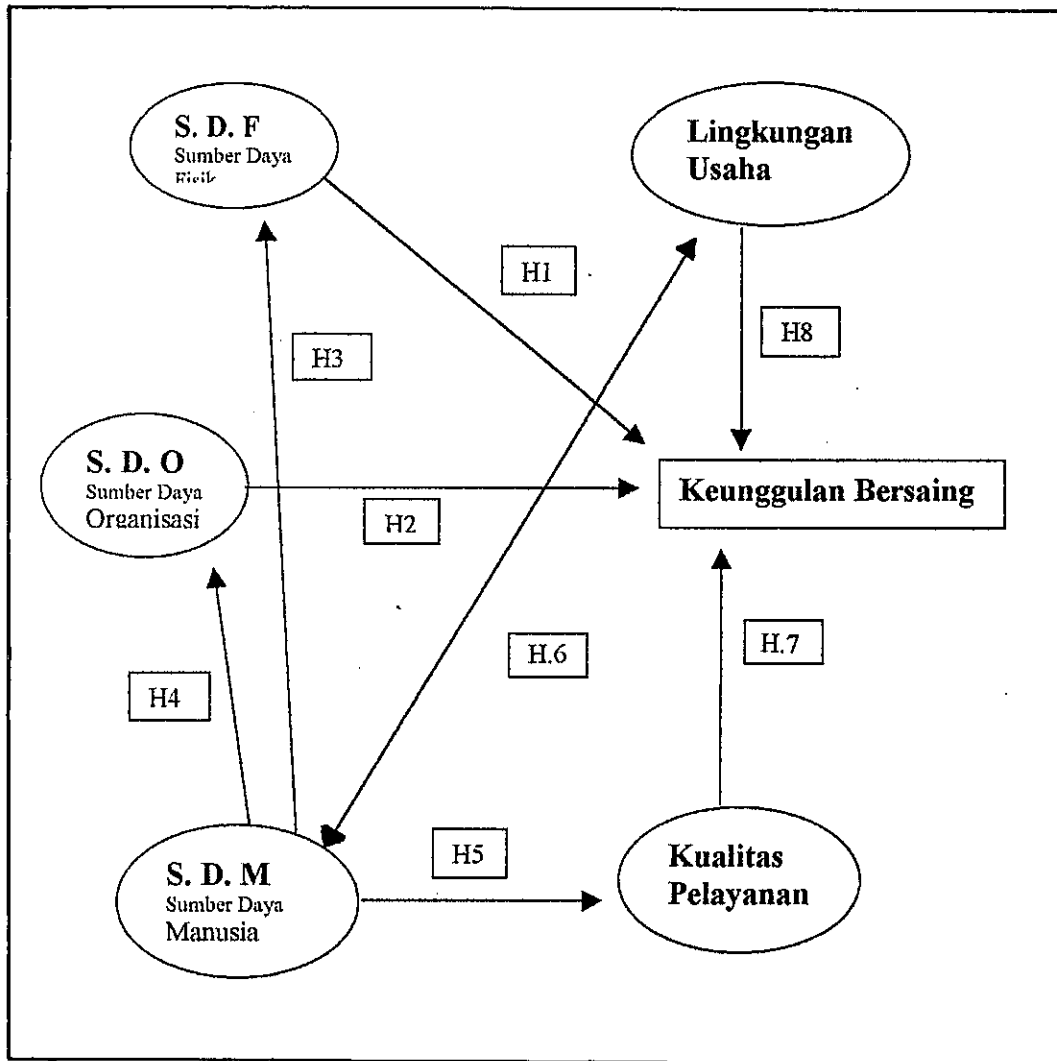 S. D. F
Sumber Daya
Fisik
Lingkungan
Usaha
H1
H8
H3
S. D. O
Sumber Daya
Organisasi
Keunggulan Bersaing
H2
H.6
H.7
H4
H5
S. D. M
Sumber Daya
Manusia
Kualitas
Pelayanan